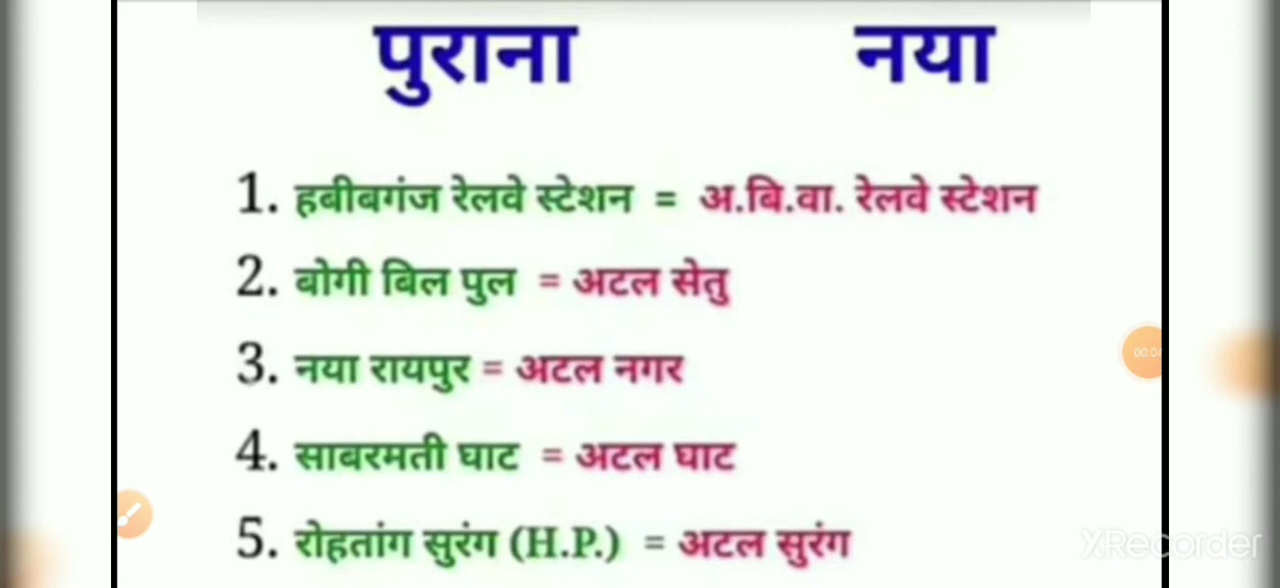 पुराना नया
1. हबीबगंज रेलवे स्टेशन = अ.बि.वा. रेलवे स्टेशन
2. बोगी बिल पुल = अटल सेतु
3. नया रायपुर = अटल नगर
4. साबरमती घाट = अटल घाट
5. रोहतांग सुरंग (H.P.) = अटल सुरंग
XRecorder